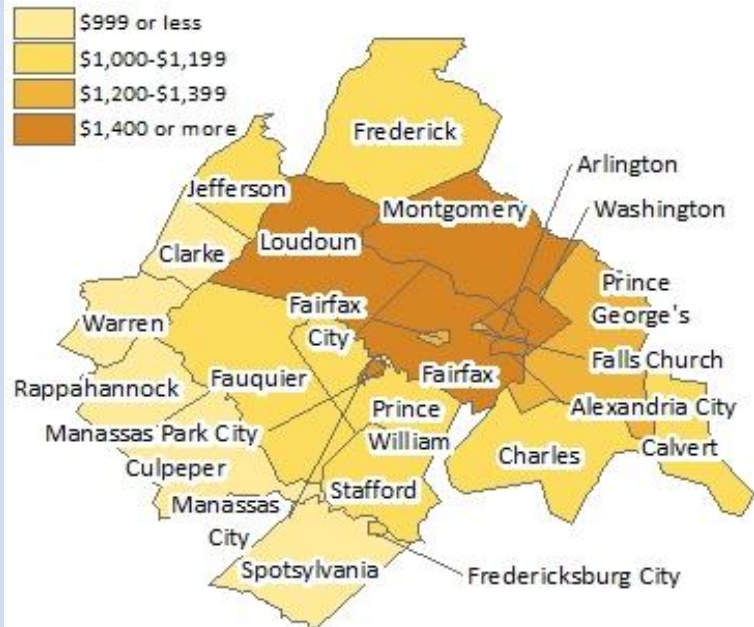 $999 or less
$1,000-$1,199
$1,200-$1,399
$1,400 or more
Frederick
Arlington
Jefferson
Montgomery
Washington
Loudoun
Clarke
Prince
George's
Fairfax
City
Warren
Falls Church
Rappahannock
Fauquier
Fairfax
Prince
William
Alexandria City
Manassas Park City
Calvert
Charles
Culpeper
Stafford
Manassas
City
Spotsylvania
Fredericksburg City